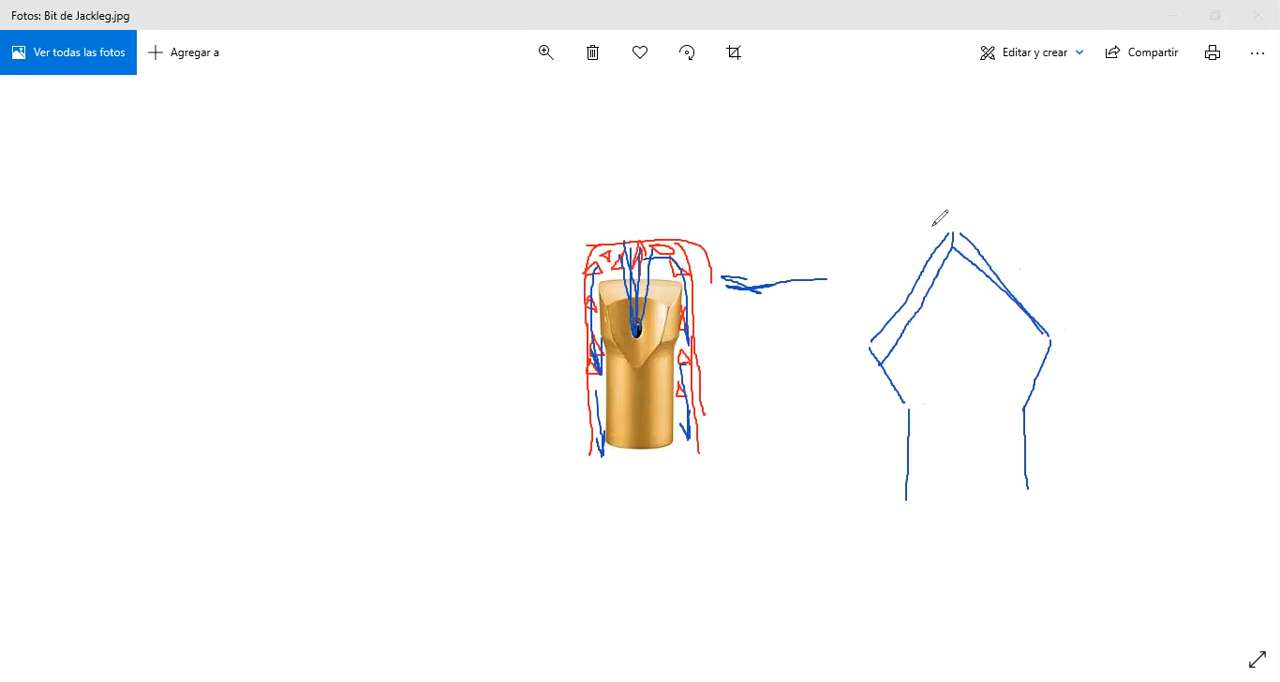 Fotos: Bit de Jackleg.jpg
Ver todas las fotos
Agregar a
Editar y crear
Compartir